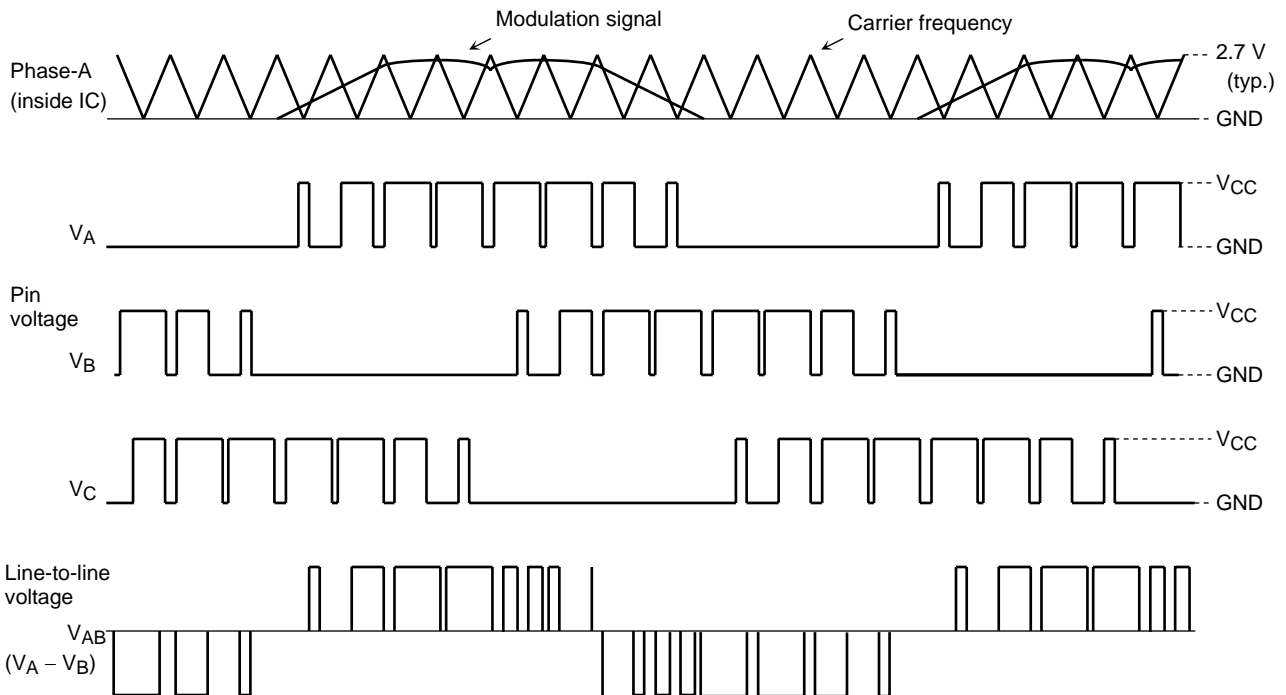 Modulation signal
Carrier frequency
Phase-A
(inside IC)
2.7 V
(typ.)
GND
VA
VCC
GND
Pin
voltage
VB
VCC
GND
VC
VCC
GND
Line-to-line
voltage
VAB
(VA − VB)